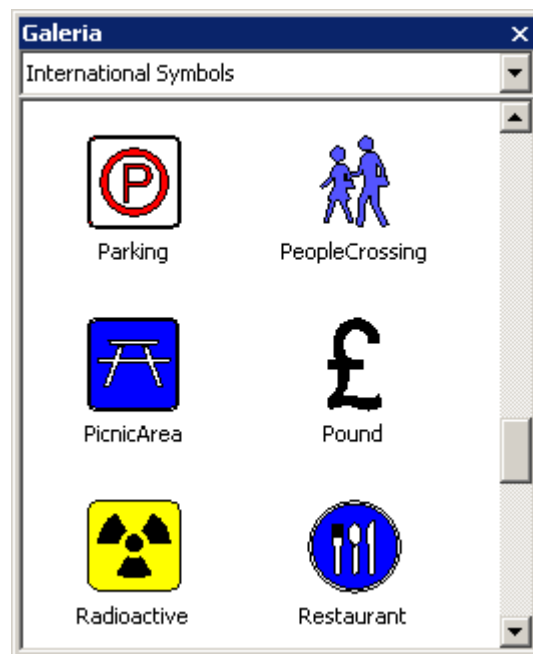 Galeria
International Symbols
P
Parking
PeopleCrossing
PicnicArea
£
Pound
Radioactive
Restaurant